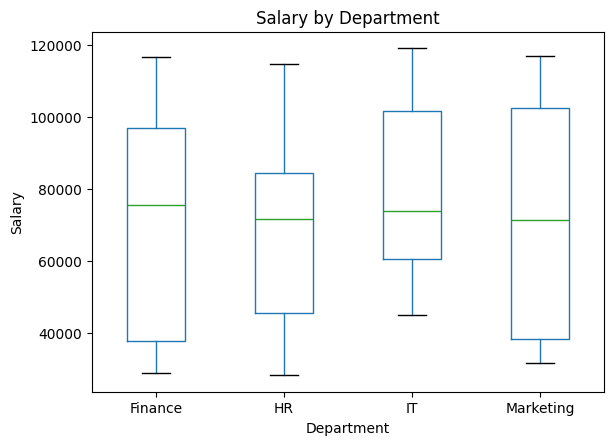 Salary by Department
120000
100000
80000
60000
40000
Salary
Finance
HR
IT
Marketing
Department